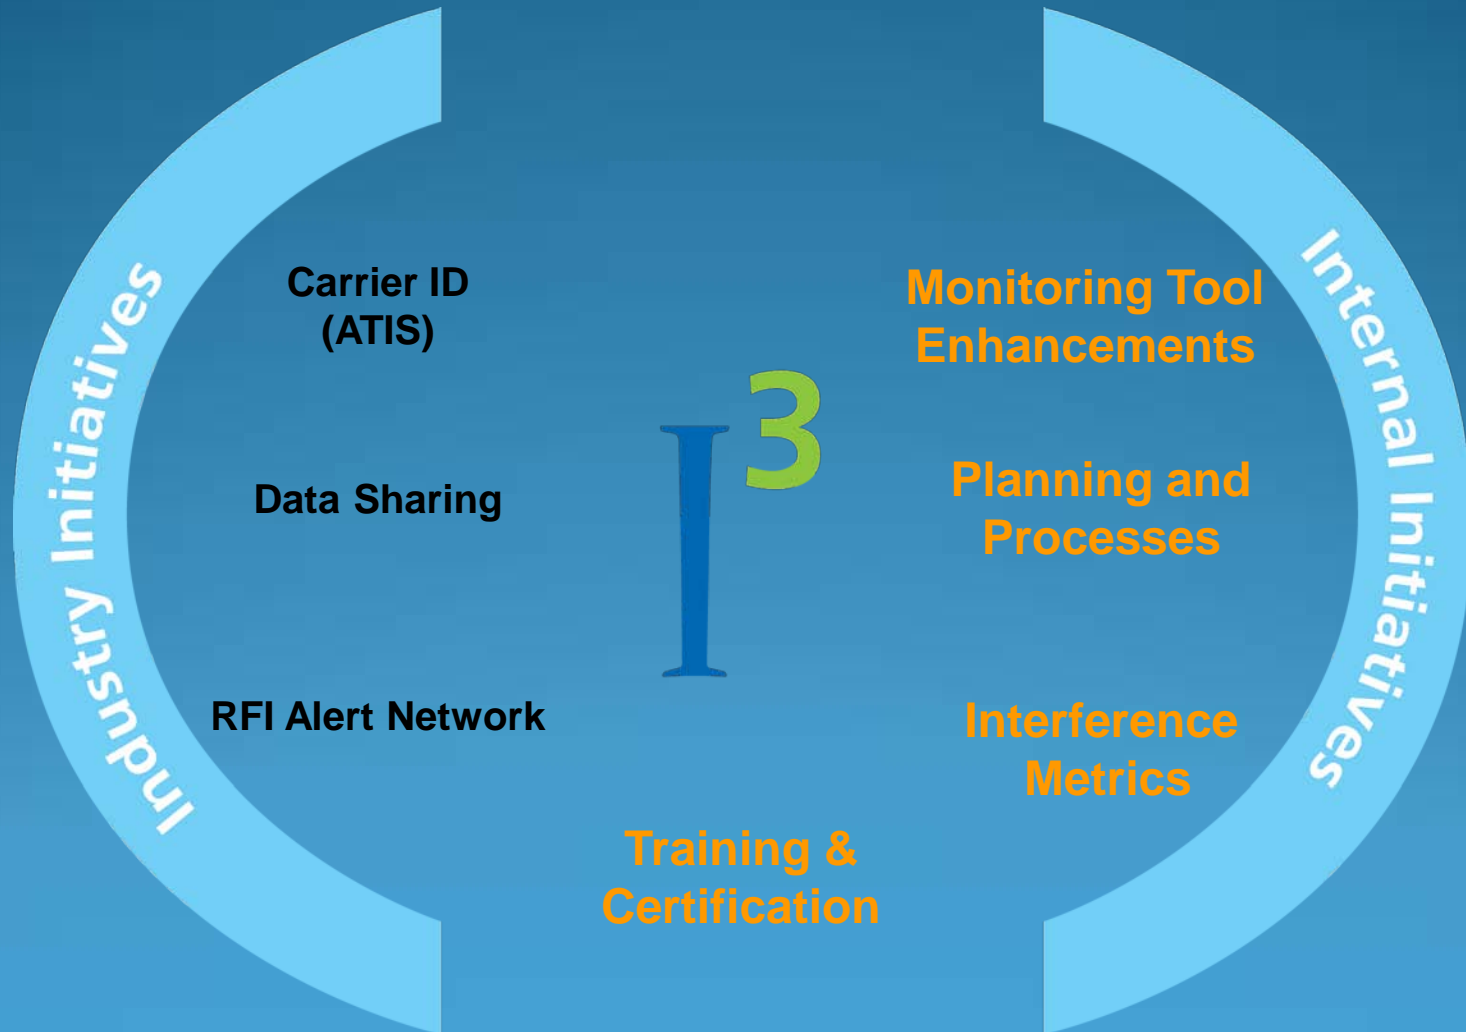 Industry Initiatives
Carrier ID
(ATIS)
Data Sharing
RFI Alert Network
I3
Training &
Certification
Monitoring Tool
Enhancements
Planning and
Processes
Interference
Metrics
Internal Initiatives